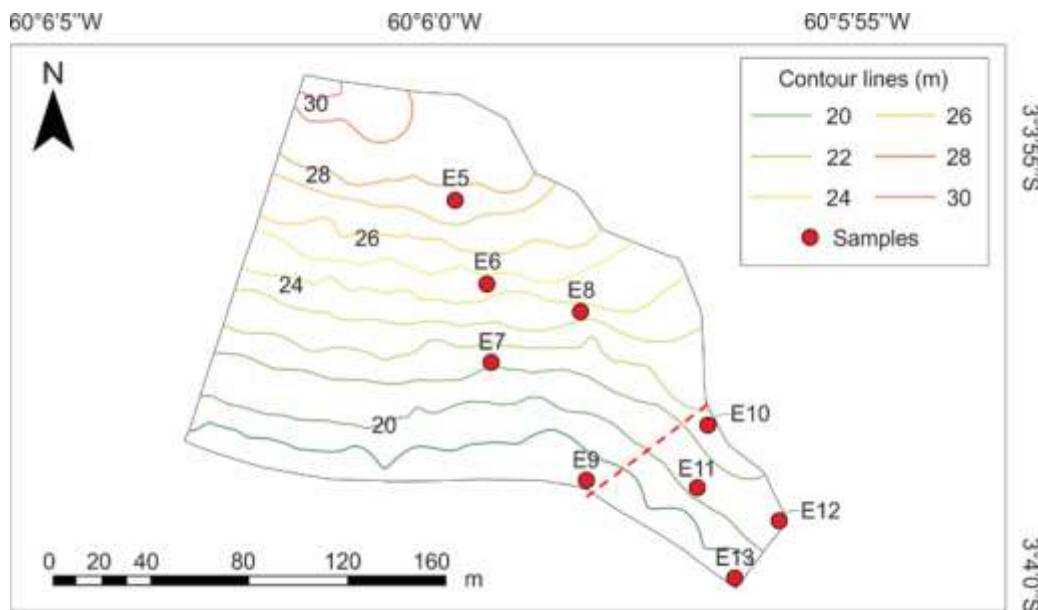 60°6'5"W 60°6'0"W 60°5'55"W
N
Contour lines (m)
20 26
22 28
24 30
Samples
3°3'55"S
30
28
E5
26
E6
24
E8
E7
20
E10
E9
E11
E12
E13
3°4'0"S
0 20 40 80 120 160
m